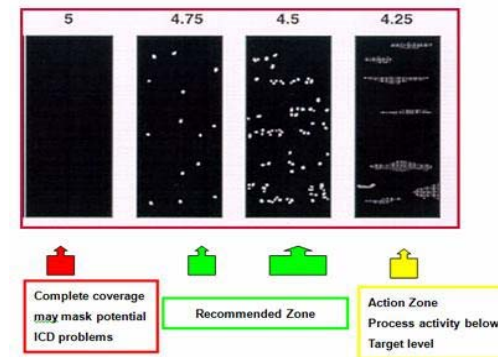 5 4.75 4.5 4.25
Complete coverage
may mask potential
ICD problems
Recommended Zone
Action Zone
Process activity below
Target level